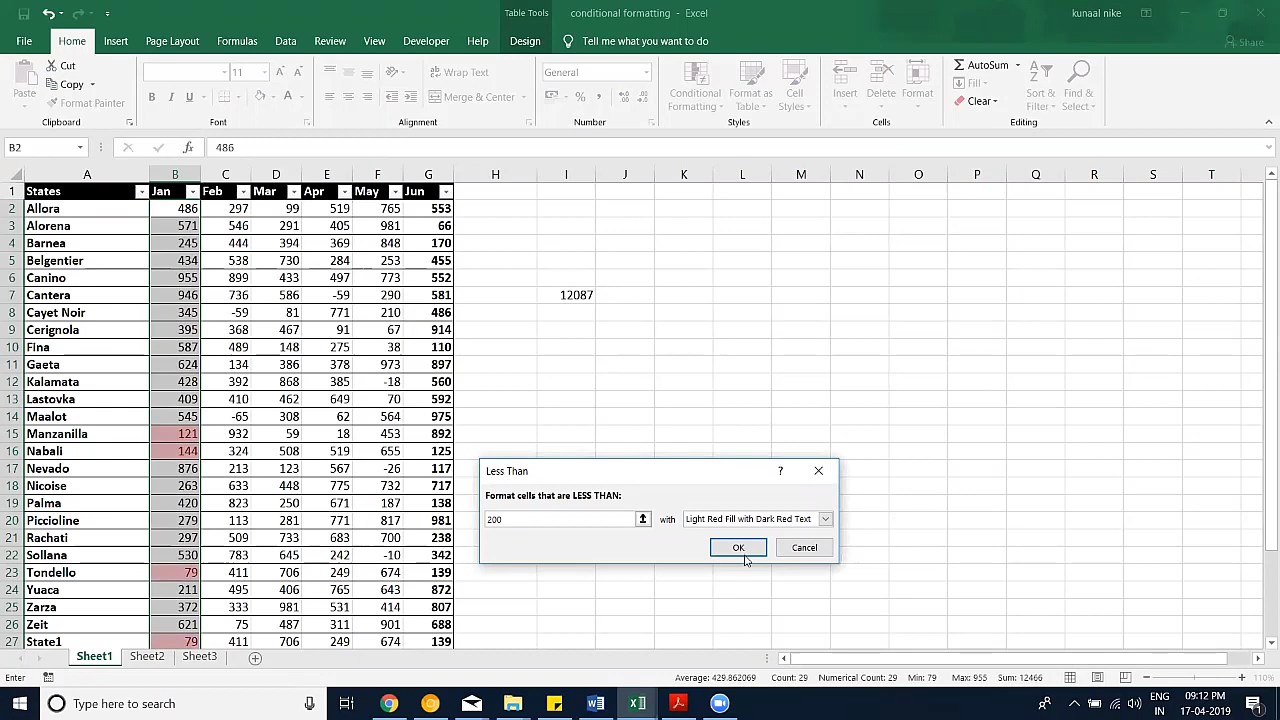 Table Tools
conditional formatting - Excel
kunaal nike
File Home Insert Page Layout Formulas Data Review View Developer Help Design Tell me what you want to do Share
Paste
Cut
Copy
Format Painter
Clipboard
11
B I U A
Font
Wrap Text
Merge & Center
Alignment
General
%
Number
Conditional Formatting
Format as Table
Cell Styles
Styles
Insert
Delete
Format
Cells
AutoSum
Fill
Clear
Sort & Filter
Find & Select
Editing
B2 fx 486
A B C D E F G H I J K L M N O P Q R S T
1 States Jan Feb Mar Apr May Jun
2 Allora 486 297 99 519 765 553
3 Alorena 571 546 291 405 981 66
4 Barnea 245 444 394 369 848 170
5 Belgentier 434 538 730 284 253 455
6 Canino 955 899 433 497 773 552
7 Cantera 946 736 586 -59 290 581 12087
8 Cayet Noir 345 -59 81 771 210 486
9 Cerignola 395 368 467 91 67 914
10 Fina 587 489 148 275 38 110
11 Gaeta 624 134 386 378 973 897
12 Kalamata 428 392 868 385 -18 560
13 Lastovka 409 410 462 649 70 592
14 Maalot 545 -65 308 62 564 975
15 Manzanilla 121 932 59 18 453 892
16 Nabali 144 324 508 519 655 125
17 Nevado 876 213 123 567 -26 117
18 Nicoise 263 633 448 775 732 717
19 Palma 420 823 250 671 187 138
20 Piccioline 279 113 281 771 817 981
21 Rachati 297 509 733 683 700 238
22 Sollana 530 783 645 242 -10 342
23 Tondello 79 411 706 249 674 139
24 Yuaca 211 495 406 765 643 872
25 Zarza 372 333 981 531 414 807
26 Zeit 621 75 487 311 901 688
27 State1 79 411 706 249 674 139
Less Than ?
Format cells that are LESS THAN:
200 with Light Red Fill with Dark Red Text
OK Cancel
Sheet1 Sheet2 Sheet3
Enter Average: 429.862069 Count: 29 Numerical Count: 29 Min: 79 Max: 955 Sum: 12466 110%
Type here to search
ENG
IN
09:12 PM
17-04-2019